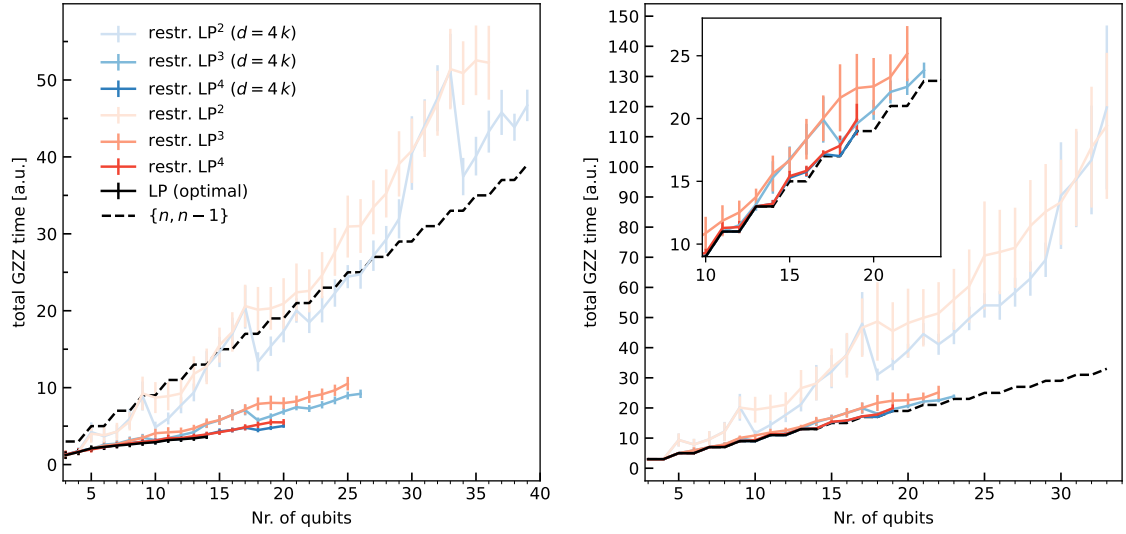 total GZZ time [a.u.]
50
40
30
20
10
0
restr. LP² (d = 4 k)
restr. LP³ (d = 4 k)
restr. LP⁴ (d = 4 k)
restr. LP²
restr. LP³
restr. LP⁴
LP (optimal)
{n, n − 1}
5 10 15 20 25 30 35 40
Nr. of qubits
total GZZ time [a.u.]
150
140
130
120
110
100
90
80
70
60
50
40
30
20
10
0
25
20
15
10
10 15 20
5 10 15 20 25 30
Nr. of qubits